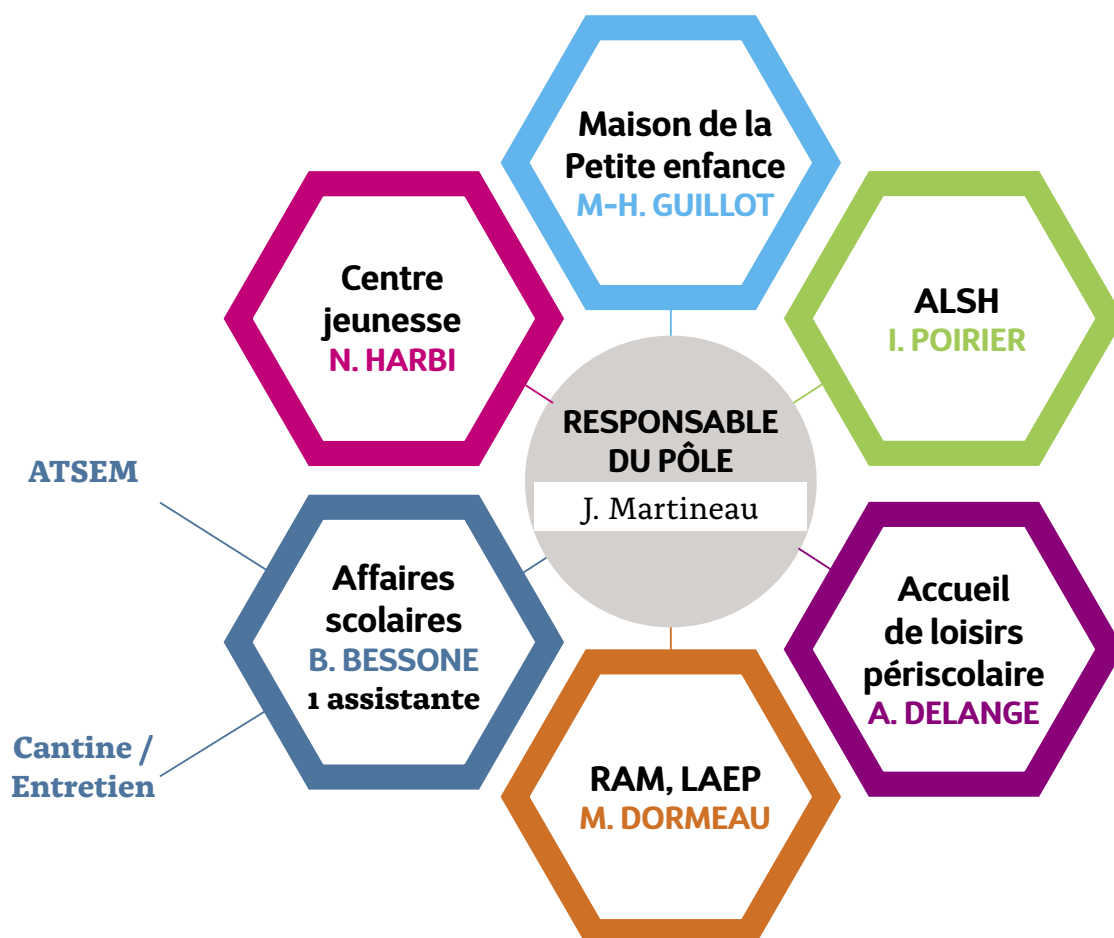 Maison de la
Petite enfance
M-H. GUILLOT
Centre
jeunesse
N. HARBI
ALSH
I. POIRIER
RESPONSABLE
DU PÔLE
J. Martineau
ATSEM
Affaires
scolaires
B. BESSONE
1 assistante
Accueil
de loisirs
périscolaire
A. DELANGE
Cantine /
Entretien
RAM, LAEP
M. DORMEAU